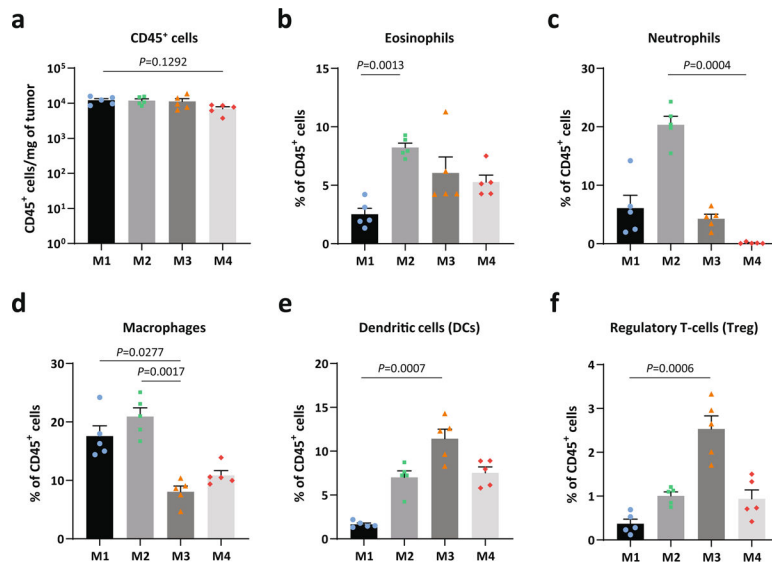 a
CD45⁺ cells
P=0.1292
CD45⁺ cells/mg of tumor
10⁵
10⁴
10³
10²
10¹
10⁰
M1 M2 M3 M4
b
Eosinophils
P=0.0013
% of CD45⁺ cells
15
10
5
0
M1 M2 M3 M4
c
Neutrophils
P=0.0004
% of CD45⁺ cells
30
20
10
0
M1 M2 M3 M4
d
Macrophages
P=0.0277
P=0.0017
% of CD45⁺ cells
30
20
10
0
M1 M2 M3 M4
e
Dendritic cells (DCs)
P=0.0007
% of CD45⁺ cells
20
15
10
5
0
M1 M2 M3 M4
f
Regulatory T-cells (Treg)
P=0.0006
% of CD45⁺ cells
4
3
2
1
0
M1 M2 M3 M4